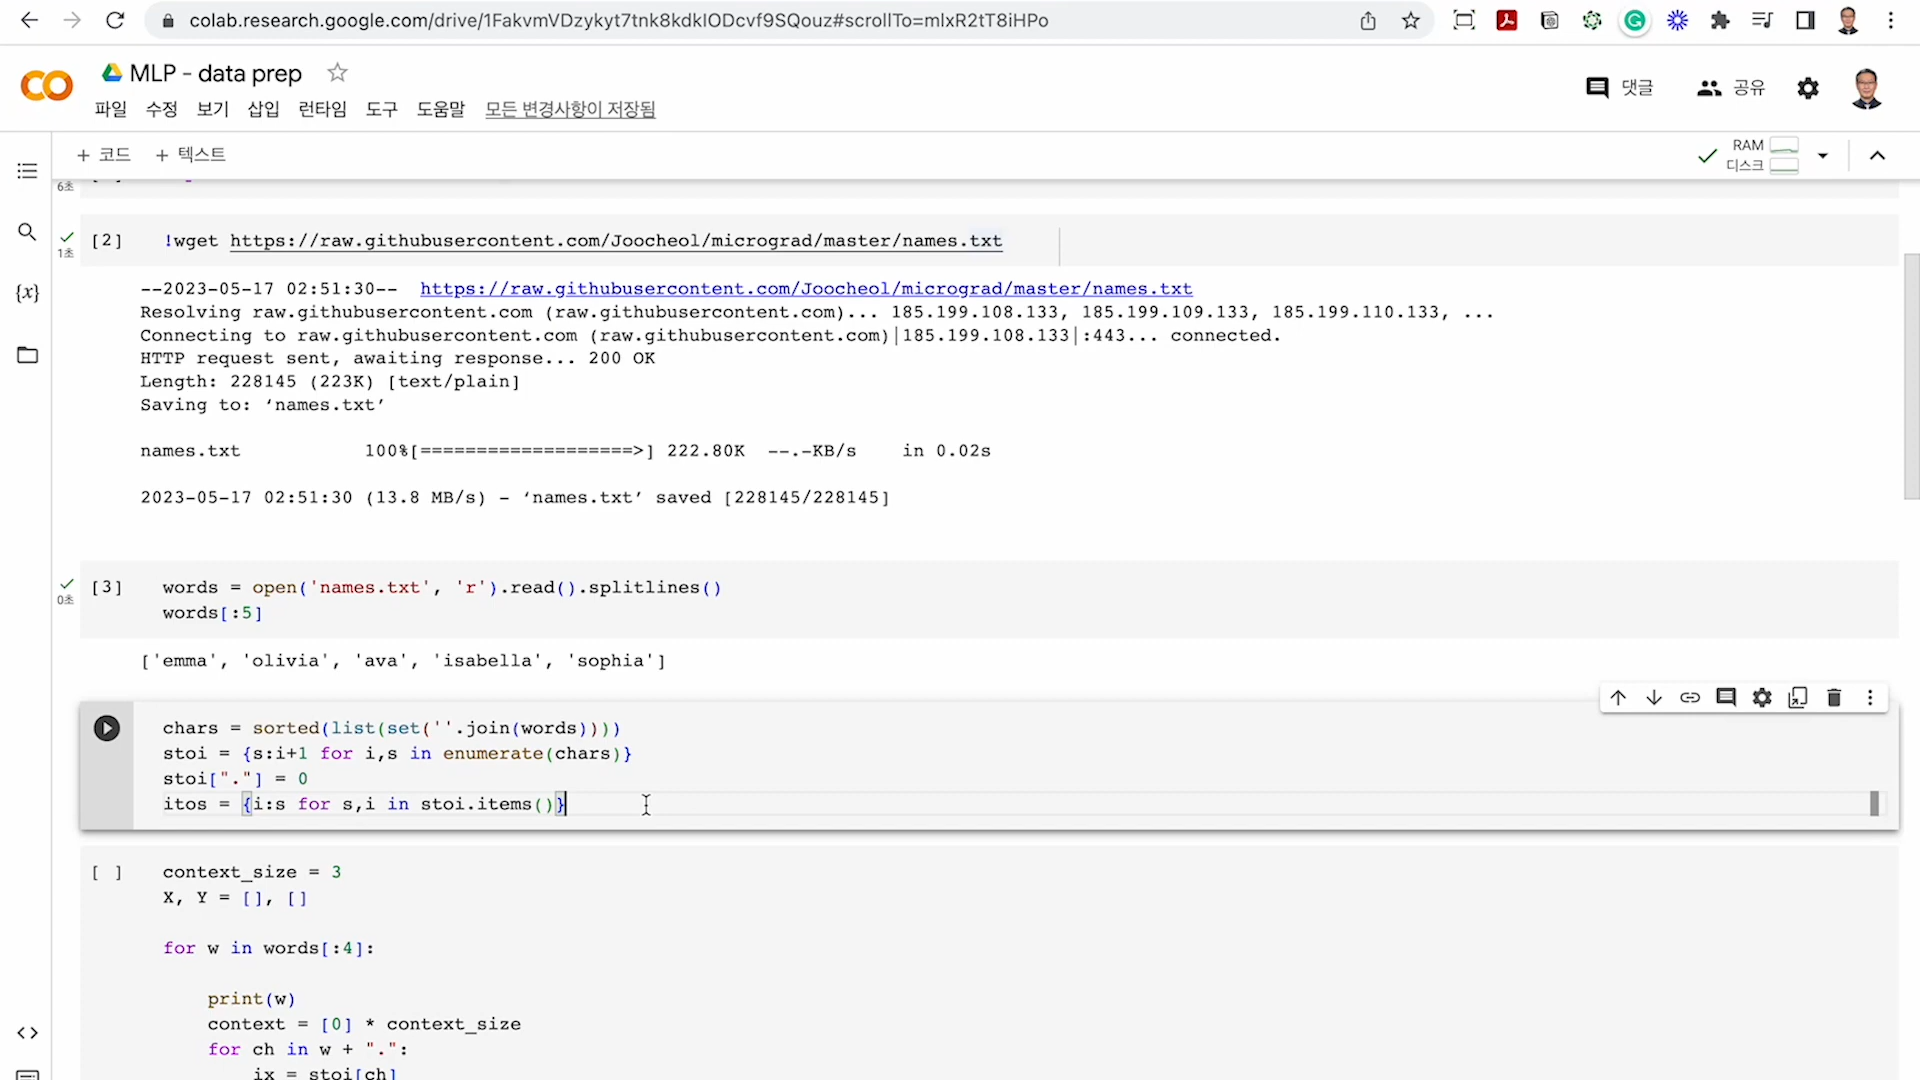 colab.research.google.com/drive/1FakvmVDzykyt7tnk8kdklODcvf9SQouz#scrollTo=mlxR2tT8iHPo
MLP - data prep
댓글
공유
파일 수정 보기 삽입 런타임 도구 도움말 모든 변경사항이 저장됨
+ 코드 + 텍스트
RAM
디스크
6초
[2] !wget https://raw.githubusercontent.com/Joocheol/micrograd/master/names.txt
1초
--2023-05-17 02:51:30-- https://raw.githubusercontent.com/Joocheol/micrograd/master/names.txt
Resolving raw.githubusercontent.com (raw.githubusercontent.com)... 185.199.108.133, 185.199.109.133, 185.199.110.133, ...
Connecting to raw.githubusercontent.com (raw.githubusercontent.com)|185.199.108.133|:443... connected.
HTTP request sent, awaiting response... 200 OK
Length: 228145 (223K) [text/plain]
Saving to: ‘names.txt’
names.txt 100%[===================>] 222.80K --.-KB/s in 0.02s
2023-05-17 02:51:30 (13.8 MB/s) - ‘names.txt’ saved [228145/228145]
[3] words = open('names.txt', 'r').read().splitlines()
0초
words[:5]
['emma', 'olivia', 'ava', 'isabella', 'sophia']
chars = sorted(list(set(''.join(words))))
stoi = {s:i+1 for i,s in enumerate(chars)}
stoi["."] = 0
itos = {i:s for s,i in stoi.items()}
[ ] context_size = 3
X, Y = [], []
for w in words[:4]:
print(w)
context = [0] * context_size
for ch in w + ".":
ix = stoi[ch]